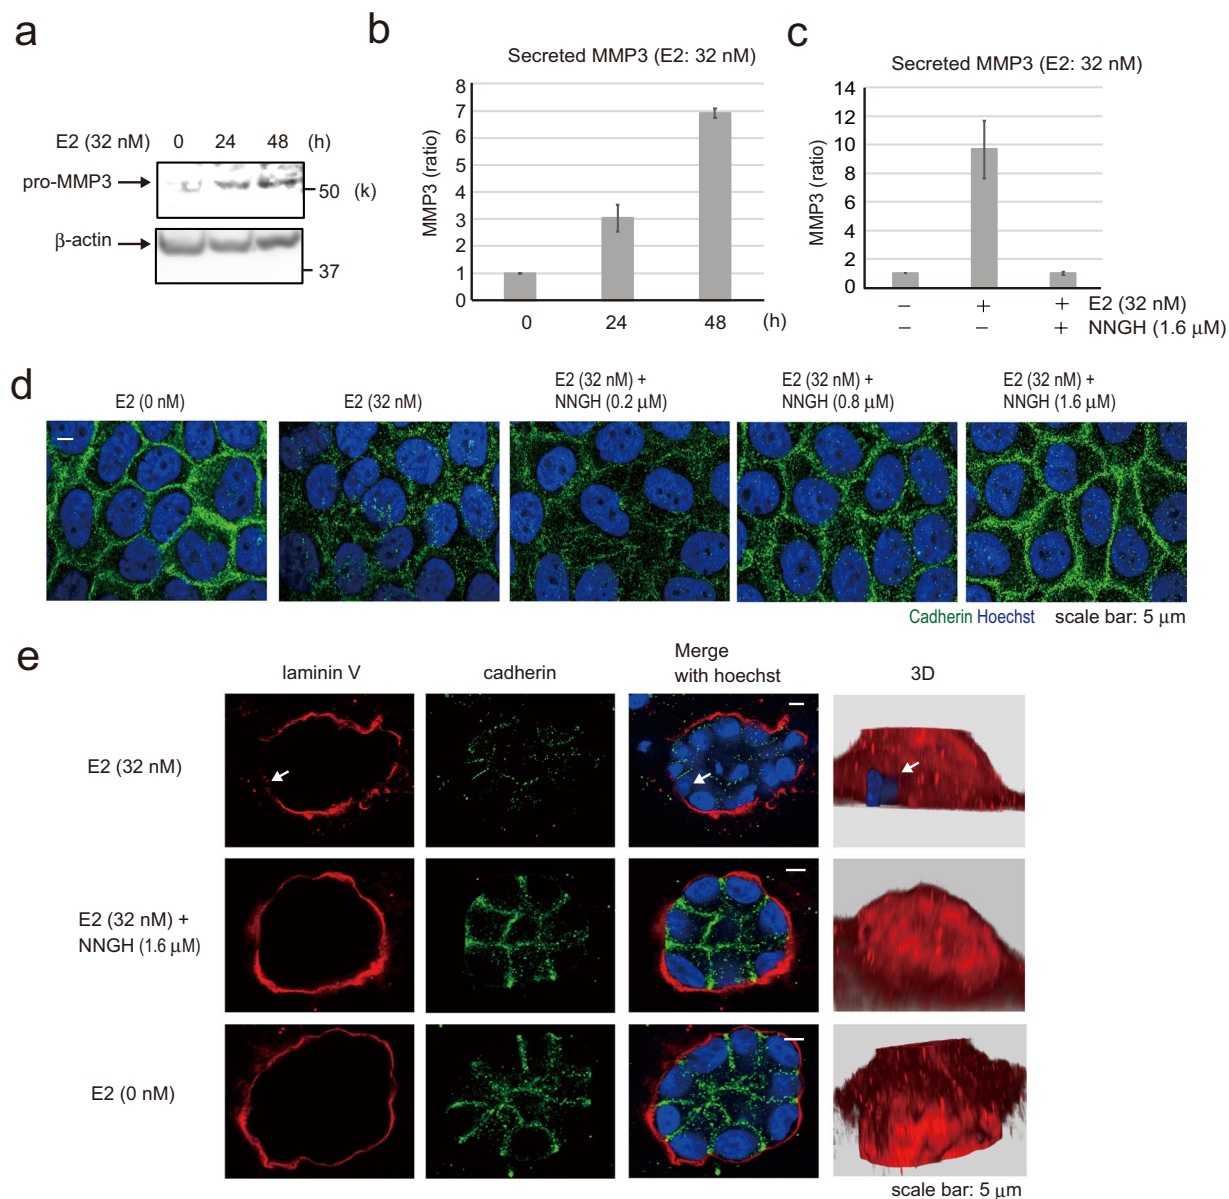 a
E2 (32 nM) 0 24 48 (h)
pro-MMP3
50 (k)
β-actin
37
b
Secreted MMP3 (E2: 32 nM)
MMP3 (ratio)
8
7
6
5
4
3
2
1
0
0 24 48 (h)
c
Secreted MMP3 (E2: 32 nM)
MMP3 (ratio)
14
12
10
8
6
4
2
0
− + + E2 (32 nM)
− − + NNGH (1.6 μM)
d
E2 (0 nM)
E2 (32 nM)
E2 (32 nM) +
NNGH (0.2 μM)
E2 (32 nM) +
NNGH (0.8 μM)
E2 (32 nM) +
NNGH (1.6 μM)
Cadherin Hoechst scale bar: 5 μm
e
laminin V
cadherin
Merge
with hoechst
3D
E2 (32 nM)
E2 (32 nM) +
NNGH (1.6 μM)
E2 (0 nM)
scale bar: 5 μm